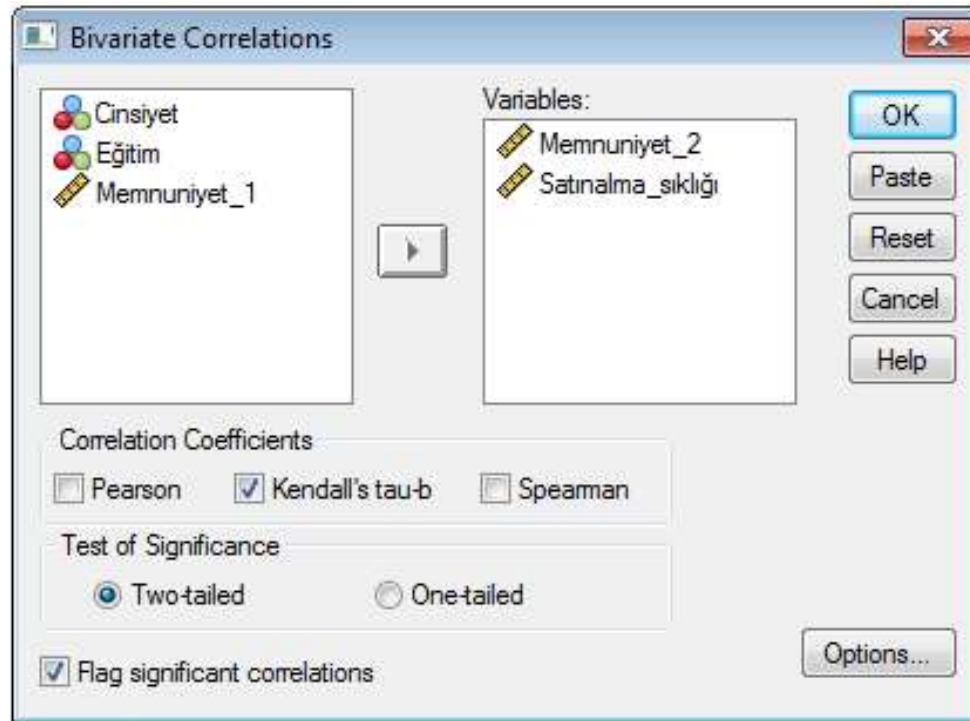 Bivariate Correlations
Cinsiyet
Eğitim
Memnuniyet_1
Variables:
Memnuniyet_2
Satınalma_sıklığı
OK
Paste
Reset
Cancel
Help
Correlation Coefficients
Pearson
Kendall's tau-b
Spearman
Test of Significance
Two-tailed
One-tailed
Flag significant correlations
Options...